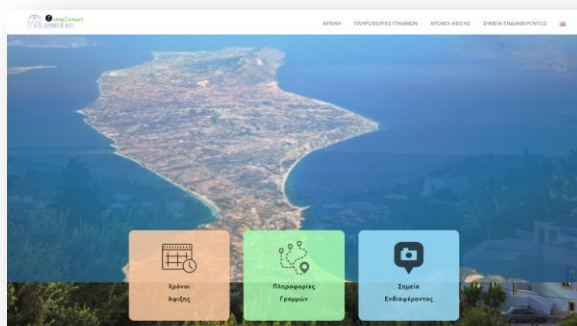 ΑΡΧΙΚΗ ΠΛΗΡΟΦΟΡΙΕΣ ΓΡΑΜΜΩΝ ΧΡΟΝΟΙ ΑΦΙΞΗΣ ΣΗΜΕΙΑ ΕΝΔΙΑΦΕΡΟΝΤΟΣ
Χρόνοι
Άφιξης
Πληροφορίες
Γραμμών
Σημεία
Ενδιαφέροντος